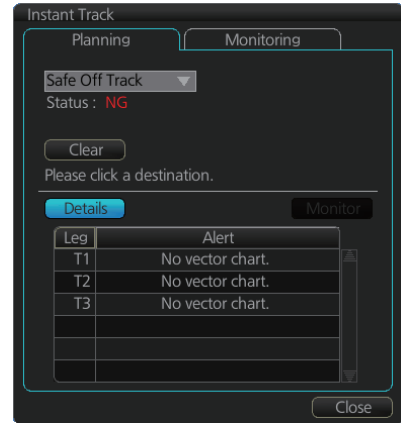 Instant Track
Planning Monitoring
Safe Off Track
Status : NG
Clear
Please click a destination.
Details Monitor
Leg Alert
T1 No vector chart.
T2 No vector chart.
T3 No vector chart.
Close